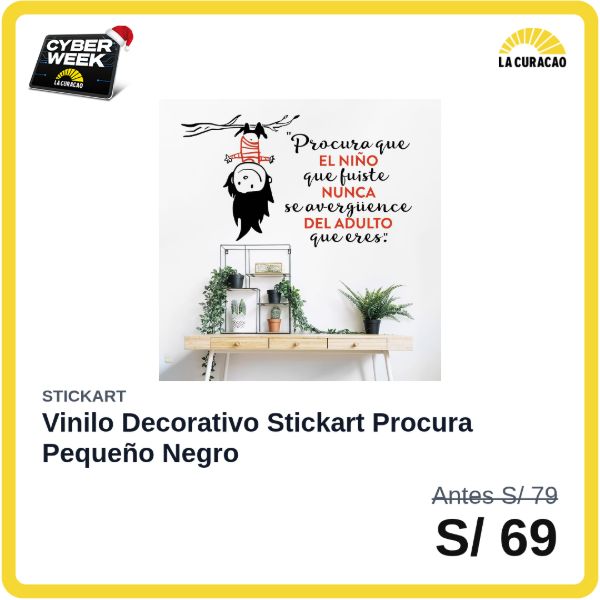 CYBER
WEEK
LA CURACAO
LA CURACAO
"Procura que
EL NIÑO
que fuiste
NUNCA
se avergüence
DEL ADULTO
que eres."
STICKART
Vinilo Decorativo Stickart Procura
Pequeño Negro
Antes S/ 79
S/ 69